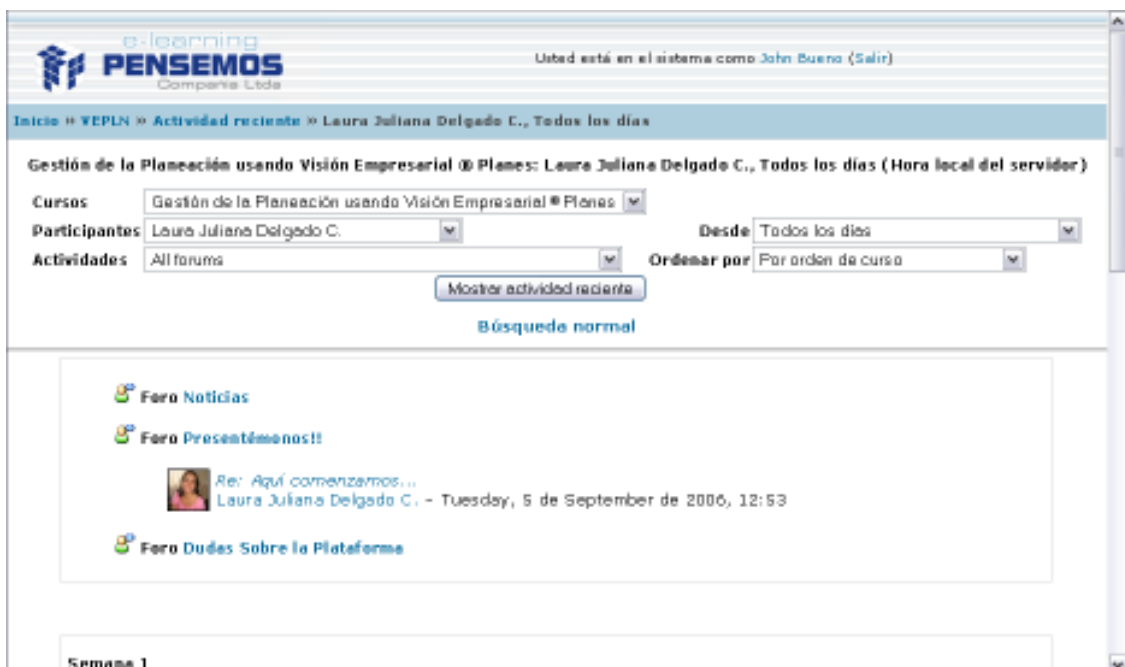 e-learning
PENSEMOS
Compañia Ltda
Usted está en el sistema como John Bueno (Salir)
Inicio » VEPLN » Actividad reciente » Laura Juliana Delgado C., Todos los días
Gestión de la Planeación usando Visión Empresarial ® Planes: Laura Juliana Delgado C., Todos los días (Hora local del servidor)
Cursos Gestión de la Planeación usando Visión Empresarial ® Planes
Participantes Laura Juliana Delgado C. Desde Todos los días
Actividades All forums Ordenar por Por orden de curso
Mostrar actividad reciente
Búsqueda normal
Foro Noticias
Foro Presentémonos!!
Re: Aquí comenzamos...
Laura Juliana Delgado C. - Tuesday, 5 de September de 2006, 12:53
Foro Dudas Sobre la Plataforma
Semana 1